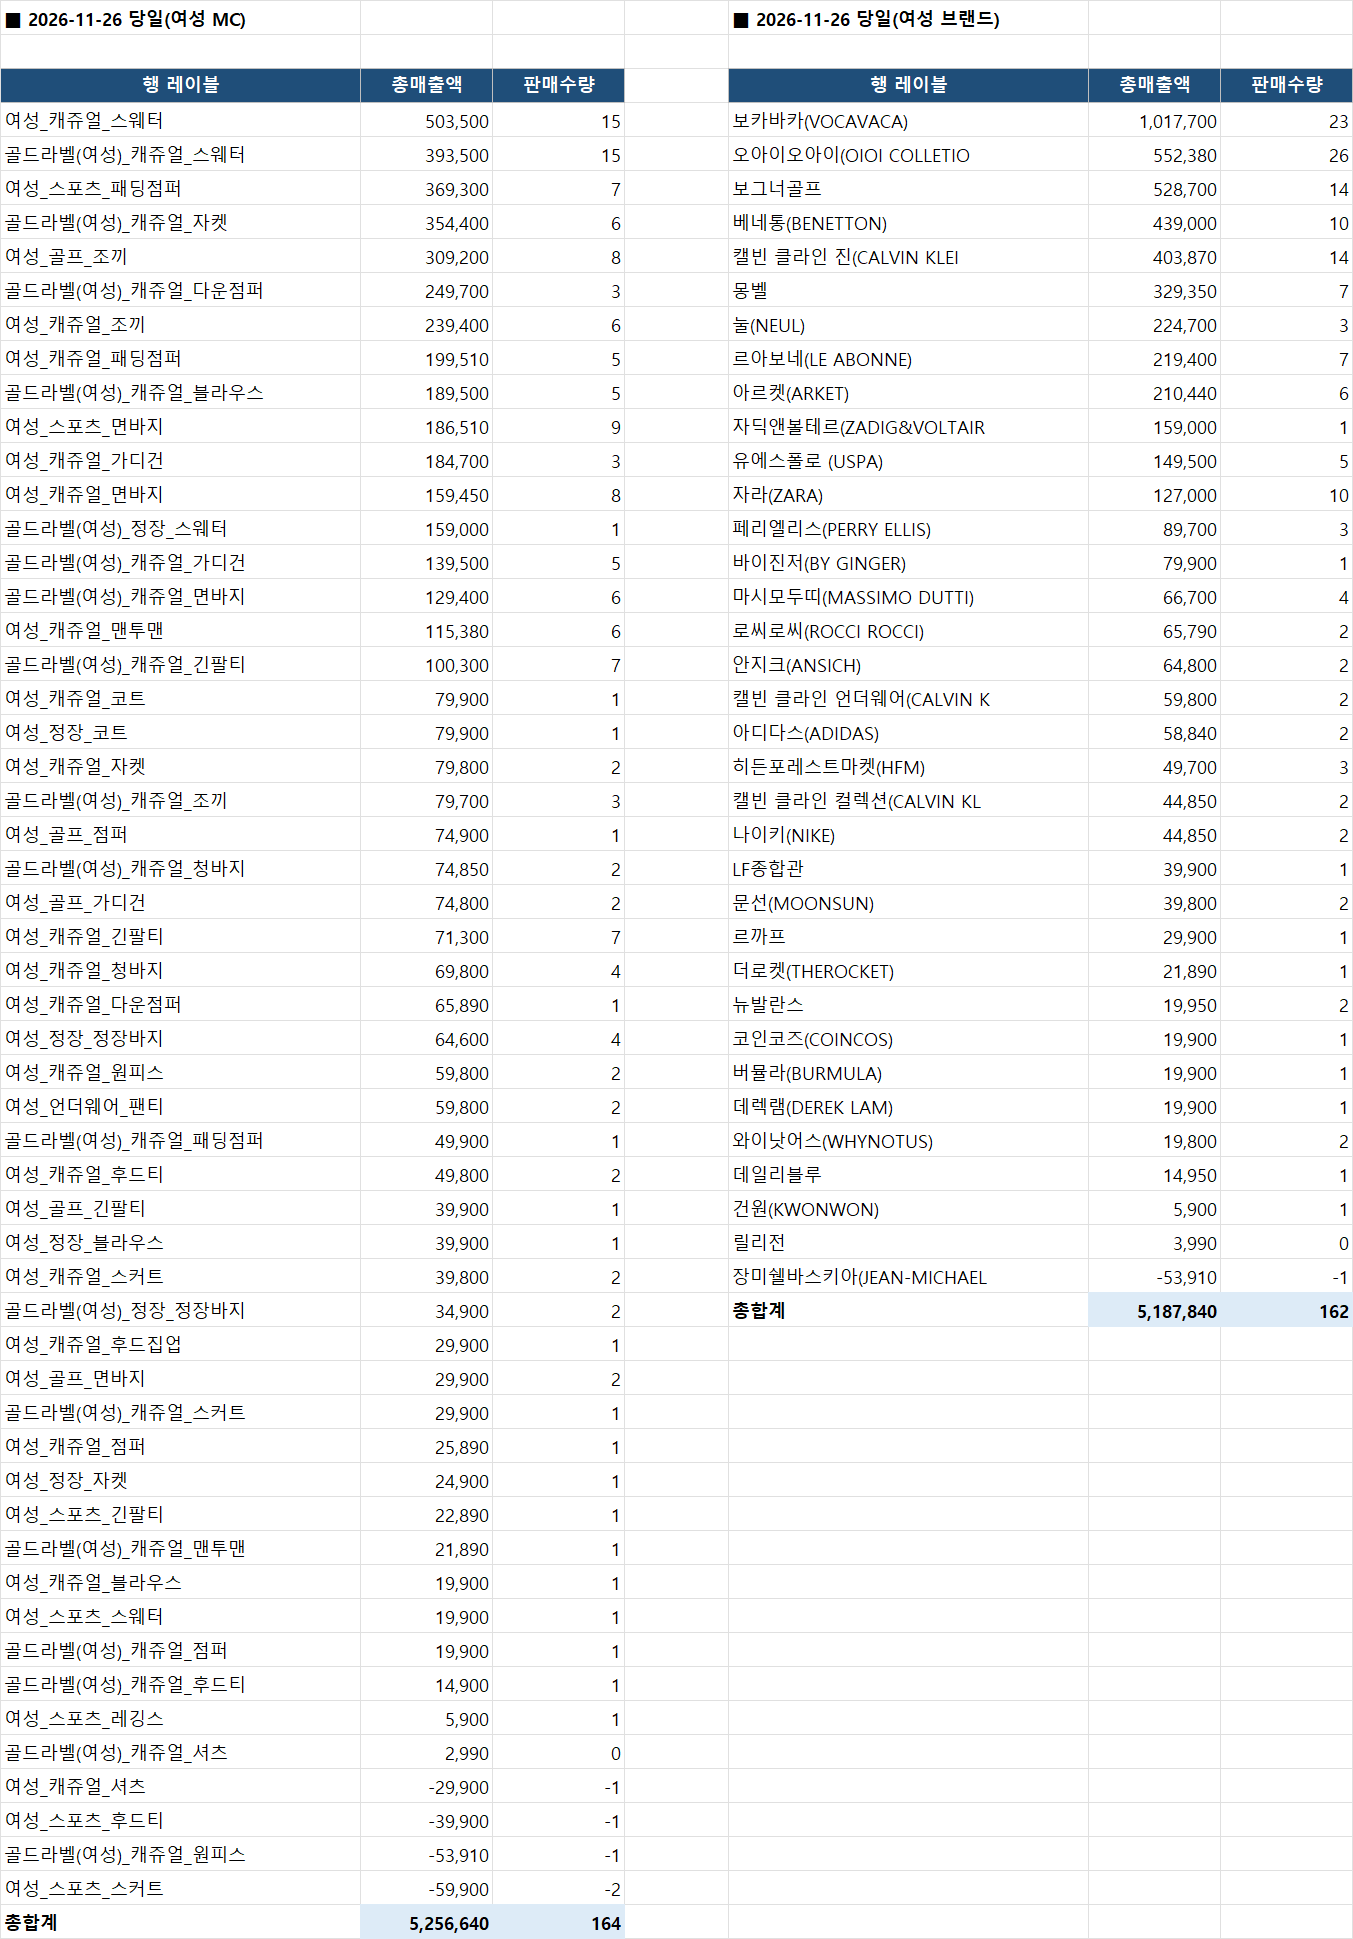 ■ 2026-11-26 당일(여성 MC)
행 레이블 총매출액 판매수량
여성_캐쥬얼_스웨터 503,500 15
골드라벨(여성)_캐쥬얼_스웨터 393,500 15
여성_스포츠_패딩점퍼 369,300 7
골드라벨(여성)_캐쥬얼_자켓 354,400 6
여성_골프_조끼 309,200 8
골드라벨(여성)_캐쥬얼_다운점퍼 249,700 3
여성_캐쥬얼_조끼 239,400 6
여성_캐쥬얼_패딩점퍼 199,510 5
골드라벨(여성)_캐쥬얼_블라우스 189,500 5
여성_스포츠_면바지 186,510 9
여성_캐쥬얼_가디건 184,700 3
여성_캐쥬얼_면바지 159,450 8
골드라벨(여성)_정장_스웨터 159,000 1
골드라벨(여성)_캐쥬얼_가디건 139,500 5
골드라벨(여성)_캐쥬얼_면바지 129,400 6
여성_캐쥬얼_맨투맨 115,380 6
골드라벨(여성)_캐쥬얼_긴팔티 100,300 7
여성_캐쥬얼_코트 79,900 1
여성_정장_코트 79,900 1
여성_캐쥬얼_자켓 79,800 2
골드라벨(여성)_캐쥬얼_조끼 79,700 3
여성_골프_점퍼 74,900 1
골드라벨(여성)_캐쥬얼_청바지 74,850 2
여성_골프_가디건 74,800 2
여성_캐쥬얼_긴팔티 71,300 7
여성_캐쥬얼_청바지 69,800 4
여성_캐쥬얼_다운점퍼 65,890 1
여성_정장_정장바지 64,600 4
여성_캐쥬얼_원피스 59,800 2
여성_언더웨어_팬티 59,800 2
골드라벨(여성)_캐쥬얼_패딩점퍼 49,900 1
여성_캐쥬얼_후드티 49,800 2
여성_골프_긴팔티 39,900 1
여성_정장_블라우스 39,900 1
여성_캐쥬얼_스커트 39,800 2
골드라벨(여성)_정장_정장바지 34,900 2
여성_캐쥬얼_후드집업 29,900 1
여성_골프_면바지 29,900 2
골드라벨(여성)_캐쥬얼_스커트 29,900 1
여성_캐쥬얼_점퍼 25,890 1
여성_정장_자켓 24,900 1
여성_스포츠_긴팔티 22,890 1
골드라벨(여성)_캐쥬얼_맨투맨 21,890 1
여성_캐쥬얼_블라우스 19,900 1
여성_스포츠_스웨터 19,900 1
골드라벨(여성)_캐쥬얼_점퍼 19,900 1
골드라벨(여성)_캐쥬얼_후드티 14,900 1
여성_스포츠_레깅스 5,900 1
골드라벨(여성)_캐쥬얼_셔츠 2,990 0
여성_캐쥬얼_셔츠 -29,900 -1
여성_스포츠_후드티 -39,900 -1
골드라벨(여성)_캐쥬얼_원피스 -53,910 -1
여성_스포츠_스커트 -59,900 -2
총합계 5,256,640 164
■ 2026-11-26 당일(여성 브랜드)
행 레이블 총매출액 판매수량
보카바카(VOCAVACA) 1,017,700 23
오아이오아이(OIOI COLLETIO 552,380 26
보그너골프 528,700 14
베네통(BENETTON) 439,000 10
캘빈 클라인 진(CALVIN KLEI 403,870 14
몽벨 329,350 7
눌(NEUL) 224,700 3
르아보네(LE ABONNE) 219,400 7
아르켓(ARKET) 210,440 6
자딕앤볼테르(ZADIG&VOLTAIR 159,000 1
유에스폴로 (USPA) 149,500 5
자라(ZARA) 127,000 10
페리엘리스(PERRY ELLIS) 89,700 3
바이진저(BY GINGER) 79,900 1
마시모두띠(MASSIMO DUTTI) 66,700 4
로씨로씨(ROCCI ROCCI) 65,790 2
안지크(ANSICH) 64,800 2
캘빈 클라인 언더웨어(CALVIN K 59,800 2
아디다스(ADIDAS) 58,840 2
히든포레스트마켓(HFM) 49,700 3
캘빈 클라인 컬렉션(CALVIN KL 44,850 2
나이키(NIKE) 44,850 2
LF종합관 39,900 1
문선(MOONSUN) 39,800 2
르까프 29,900 1
더로켓(THEROCKET) 21,890 1
뉴발란스 19,950 2
코인코즈(COINCOS) 19,900 1
버뮬라(BURMULA) 19,900 1
데렉램(DEREK LAM) 19,900 1
와이낫어스(WHYNOTUS) 19,800 2
데일리블루 14,950 1
건원(KWONWON) 5,900 1
릴리전 3,990 0
장미쉘바스키아(JEAN-MICHAEL -53,910 -1
총합계 5,187,840 162